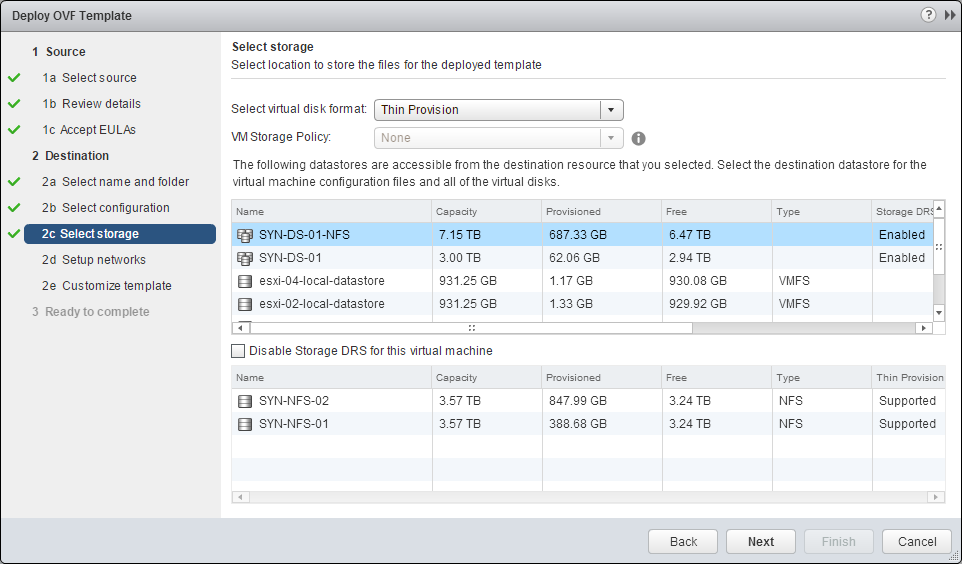 Deploy OVF Template
1 Source
1a Select source
1b Review details
1c Accept EULAs
2 Destination
2a Select name and folder
2b Select configuration
2c Select storage
2d Setup networks
2e Customize template
3 Ready to complete
Select storage
Select location to store the files for the deployed template
Select virtual disk format: Thin Provision
VM Storage Policy: None
The following datastores are accessible from the destination resource that you selected. Select the destination datastore for the
virtual machine configuration files and all of the virtual disks.
Name Capacity Provisioned Free Type Storage DRS
SYN-DS-01-NFS 7.15 TB 687.33 GB 6.47 TB Enabled
SYN-DS-01 3.00 TB 62.06 GB 2.94 TB Enabled
esxi-04-local-datastore 931.25 GB 1.17 GB 930.08 GB VMFS
esxi-02-local-datastore 931.25 GB 1.33 GB 929.92 GB VMFS
Disable Storage DRS for this virtual machine
Name Capacity Provisioned Free Type Thin Provision
SYN-NFS-02 3.57 TB 847.99 GB 3.24 TB NFS Supported
SYN-NFS-01 3.57 TB 388.68 GB 3.24 TB NFS Supported
Back Next Finish Cancel